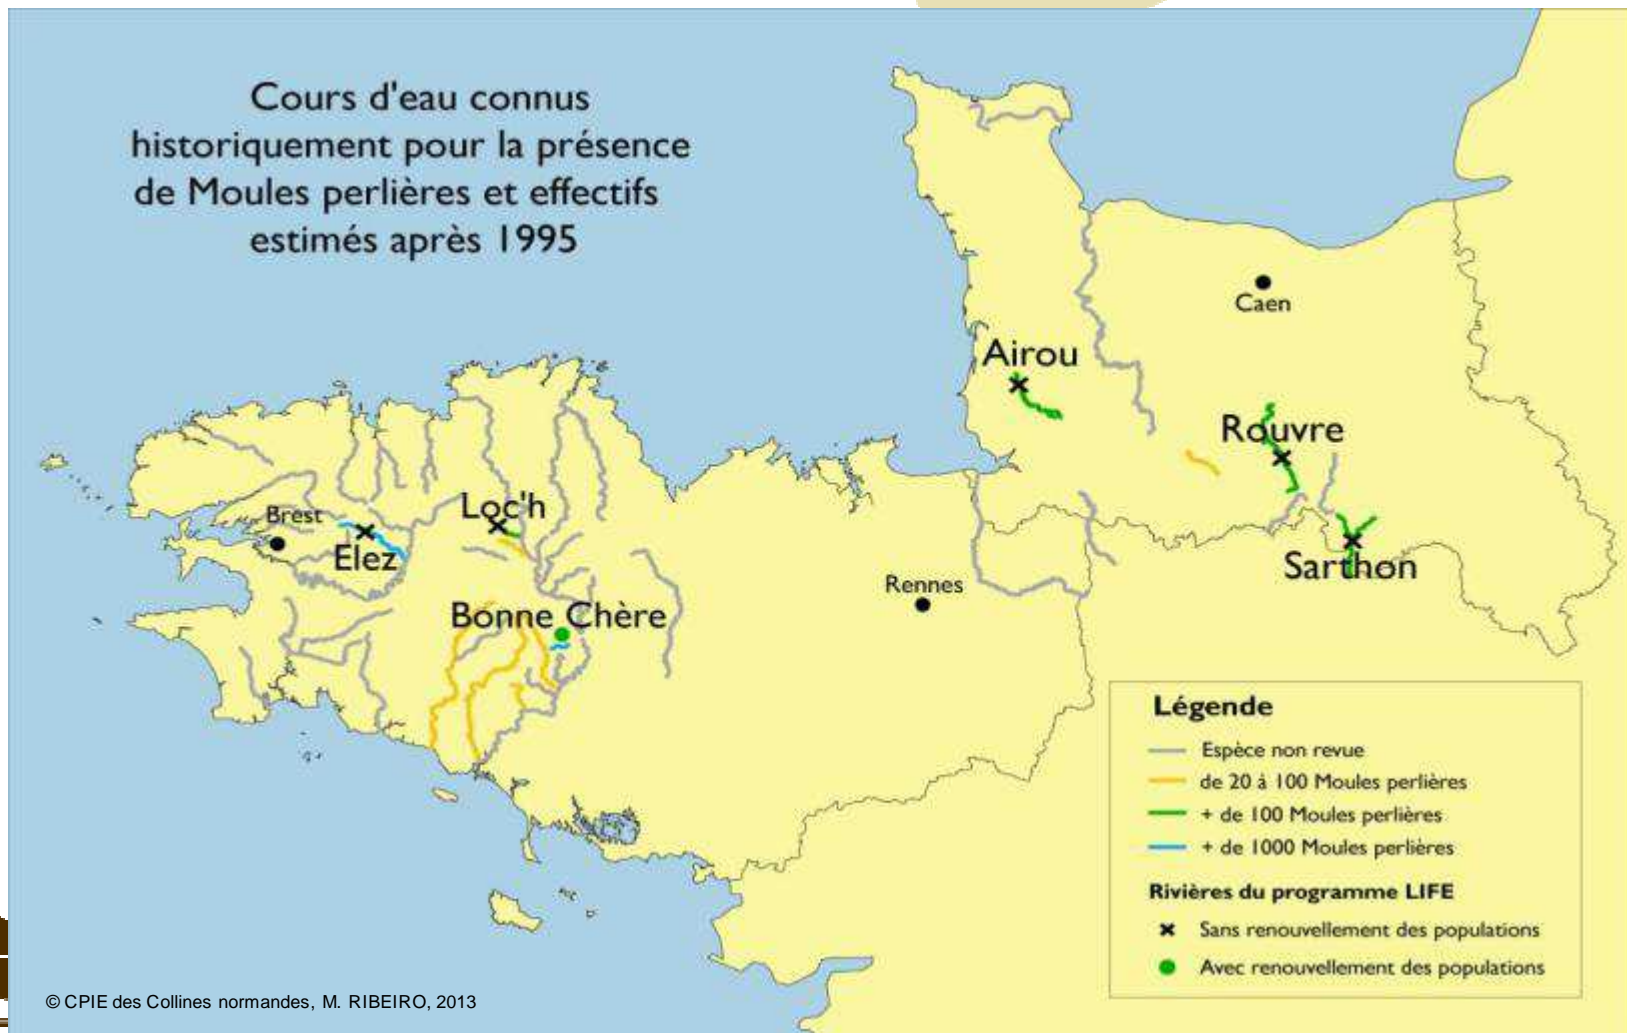 Cours d'eau connus
historiquement pour la présence
de Moules perlières et effectifs
estimés après 1995
Caen
Airou
Rouvre
Loc'h
Brest
Elez
Sarthon
Rennes
Bonne Chère
Légende
Espèce non revue
de 20 à 100 Moules perlières
+ de 100 Moules perlières
+ de 1000 Moules perlières
Rivières du programme LIFE
Sans renouvellement des populations
Avec renouvellement des populations
© CPIE des Collines normandes, M. RIBEIRO, 2013